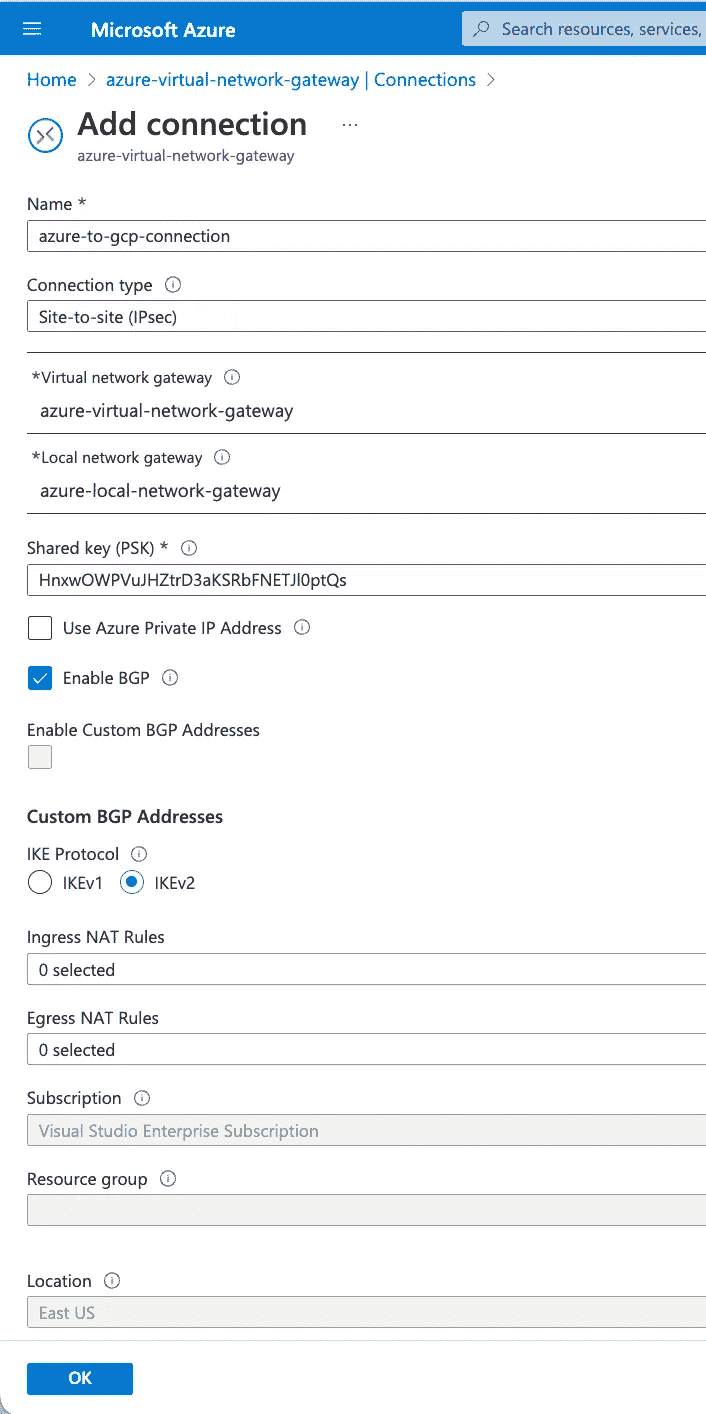 Microsoft Azure
Search resources, services,
Home > azure-virtual-network-gateway | Connections >
Add connection ...
azure-virtual-network-gateway
Name *
azure-to-gcp-connection
Connection type
Site-to-site (IPsec)
*Virtual network gateway
azure-virtual-network-gateway
*Local network gateway
azure-local-network-gateway
Shared key (PSK) *
HnxwOWPVuJHZtrD3aKSRbFNETJl0ptQs
Use Azure Private IP Address
Enable BGP
Enable Custom BGP Addresses
Custom BGP Addresses
IKE Protocol
IKEv1 IKEv2
Ingress NAT Rules
0 selected
Egress NAT Rules
0 selected
Subscription
Visual Studio Enterprise Subscription
Resource group
Location
East US
OK